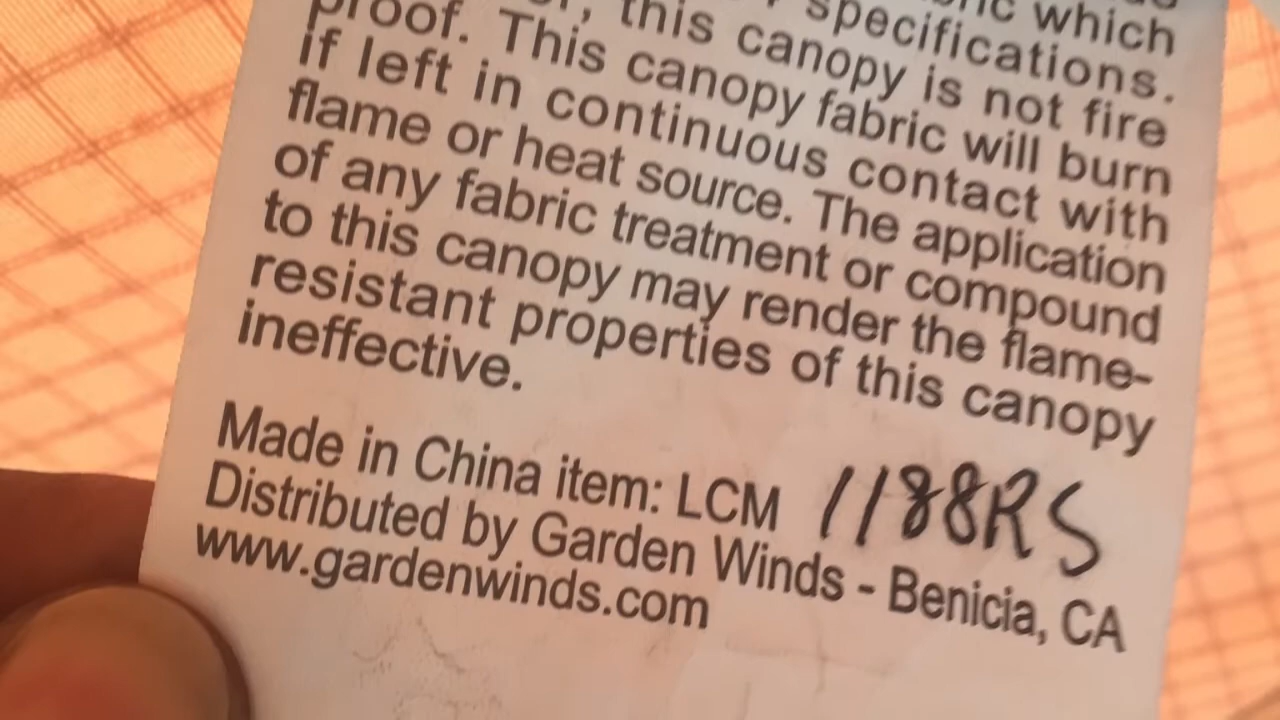 which
specifications.
this canopy is not fire
proof. This canopy fabric will burn
if left in continuous contact with
flame or heat source. The application
of any fabric treatment or compound
to this canopy may render the flame-
resistant properties of this canopy
ineffective.
Made in China item: LCM 1188RS
Distributed by Garden Winds - Benicia, CA
www.gardenwinds.com